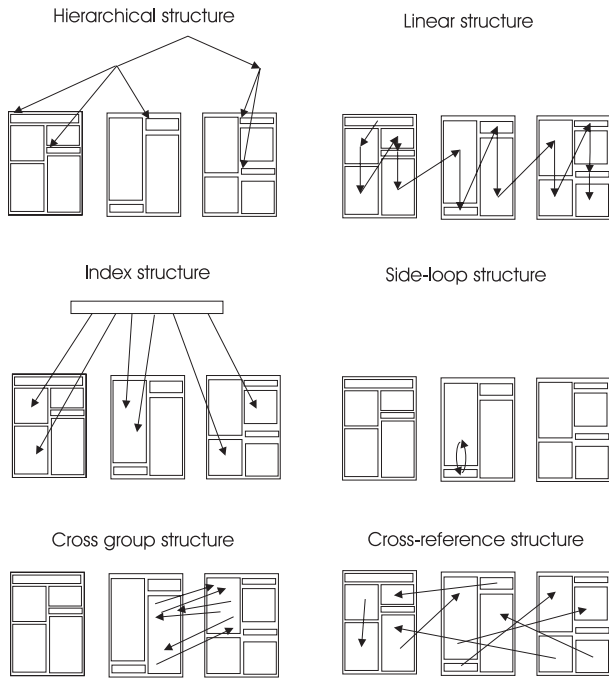 Hierarchical structure
Linear structure
Index structure
Side-loop structure
Cross group structure
Cross-reference structure